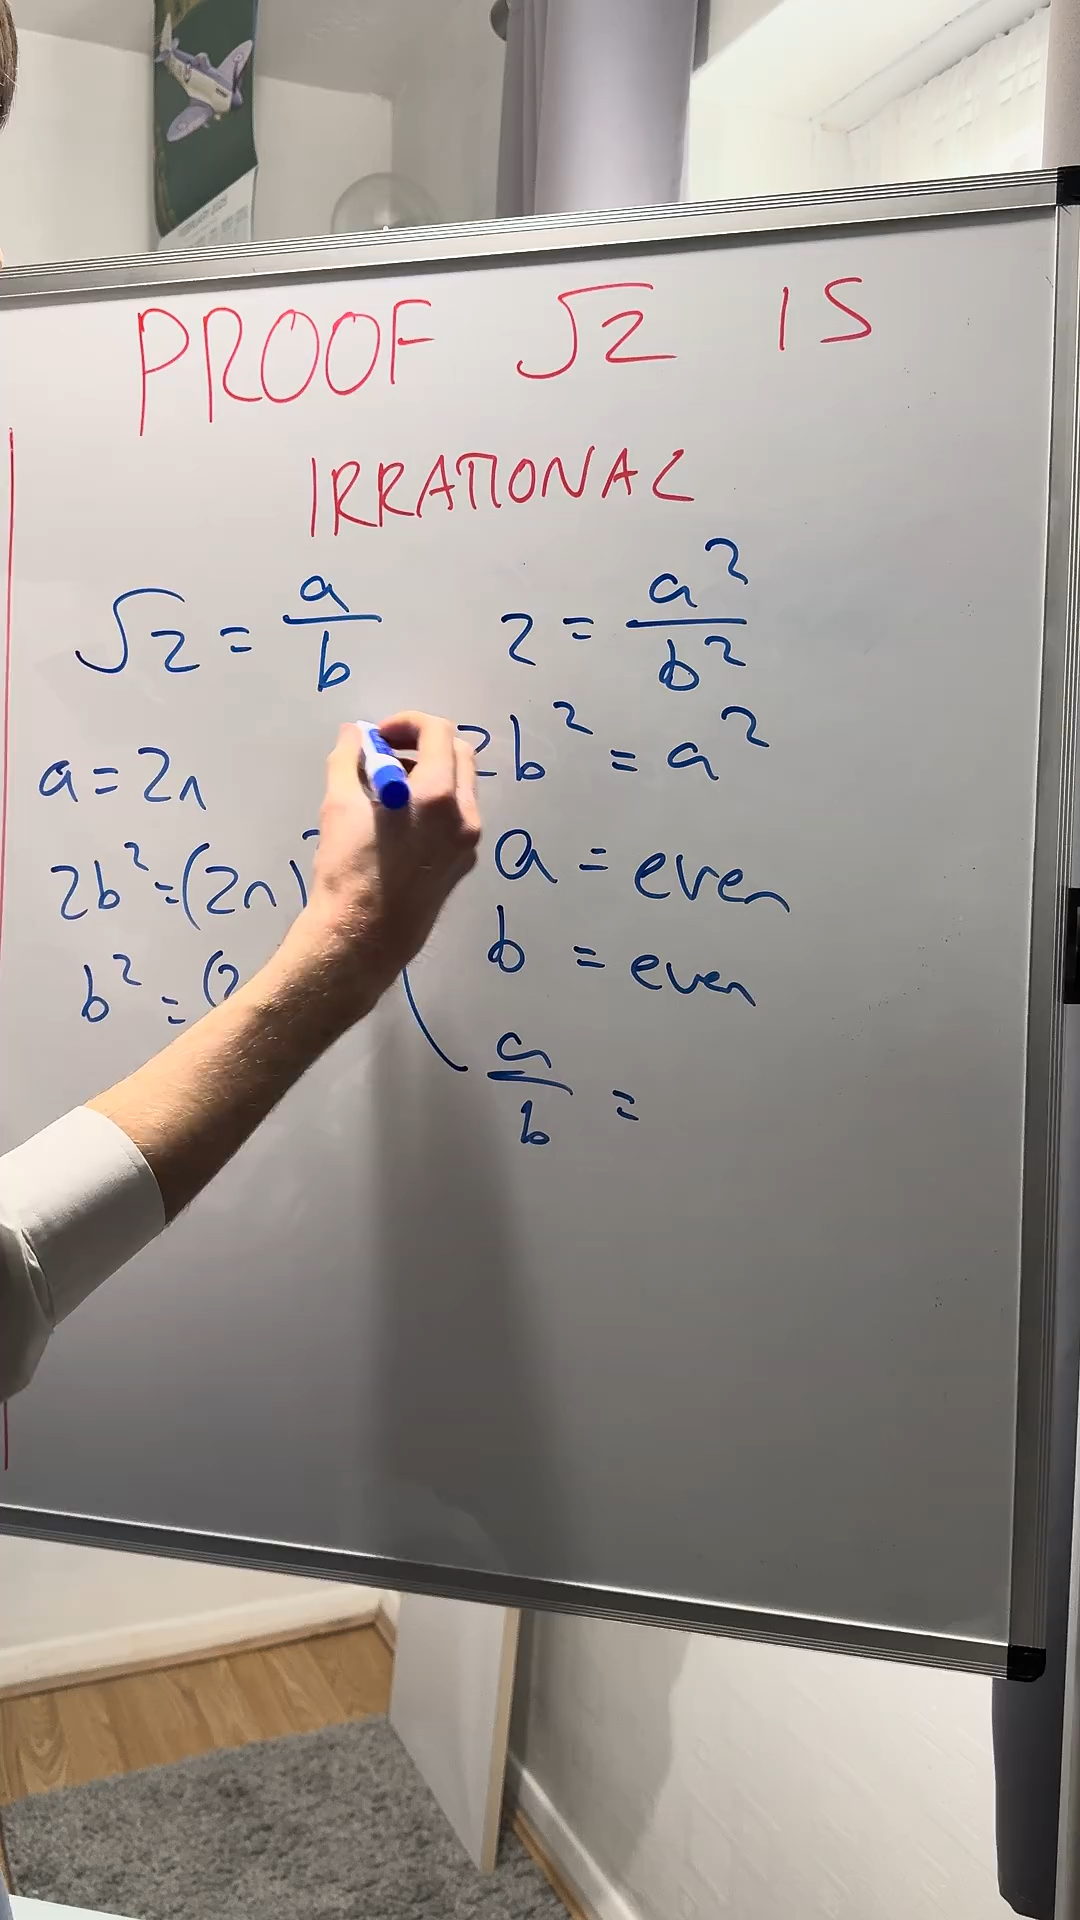 PROOF √2 IS
IRRATIONAL
√2 = a/b
2 = a²/b²
2b² = a²
a = 2n
a = even
2b² = (2n)²
b = even
b² = (2
a/b =